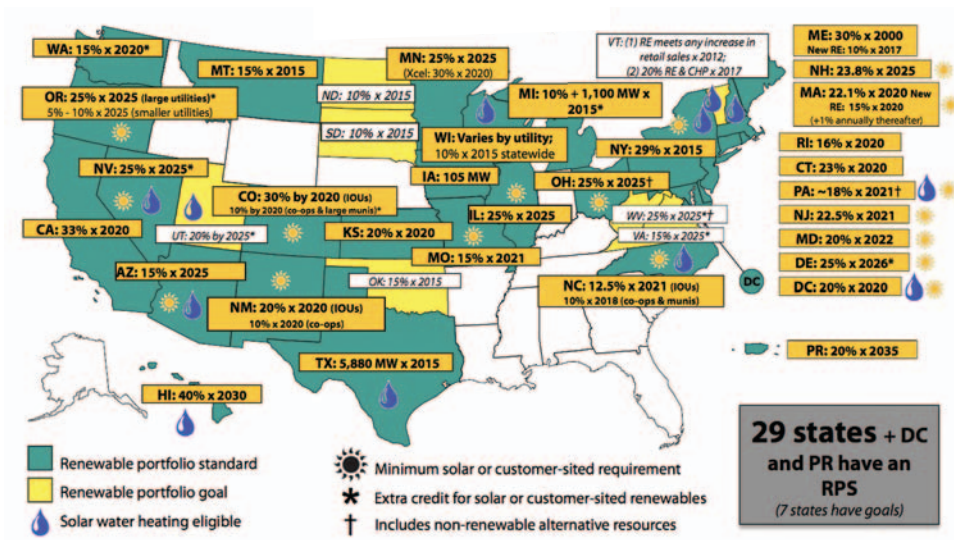 WA: 15% x 2020*
MT: 15% x 2015
MN: 25% x 2025
(Xcel: 30% x 2020)
VT: (1) RE meets any increase in
retail sales x 2012;
(2) 20% RE & CHP x 2017
ME: 30% x 2000
New RE: 10% x 2017
NH: 23.8% x 2025
MA: 22.1% x 2020 New
RE: 15% x 2020
(+1% annually thereafter)
OR: 25% x 2025 (large utilities)*
5% - 10% x 2025 (smaller utilities)
ND: 10% x 2015
SD: 10% x 2015
MI: 10% + 1,100 MW x
2015*
WI: Varies by utility;
10% x 2015 statewide
NY: 29% x 2015
RI: 16% x 2020
CT: 23% x 2020
NV: 25% x 2025*
IA: 105 MW
OH: 25% x 2025†
PA: ~18% x 2021†
CO: 30% by 2020 (IOUs)
10% by 2020 (co-ops & large munis)*
IL: 25% x 2025
WV: 25% x 2025*†
NJ: 22.5% x 2021
CA: 33% x 2020
UT: 20% by 2025*
KS: 20% x 2020
VA: 15% x 2025*
MD: 20% x 2022
MO: 15% x 2021
DE: 25% x 2026*
AZ: 15% x 2025
OK: 15% x 2015
DC
NC: 12.5% x 2021 (IOUs)
10% x 2018 (co-ops & munis)
DC: 20% x 2020
NM: 20% x 2020 (IOUs)
10% x 2020 (co-ops)
PR: 20% x 2035
TX: 5,880 MW x 2015
HI: 40% x 2030
29 states + DC
and PR have an
RPS
(7 states have goals)
Renewable portfolio standard
Renewable portfolio goal
Solar water heating eligible
Minimum solar or customer-sited requirement
* Extra credit for solar or customer-sited renewables
† Includes non-renewable alternative resources